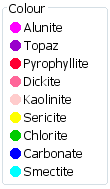 Colour
Alunite
Topaz
Pyrophyllite
Dickite
Kaolinite
Sericite
Chlorite
Carbonate
Smectite